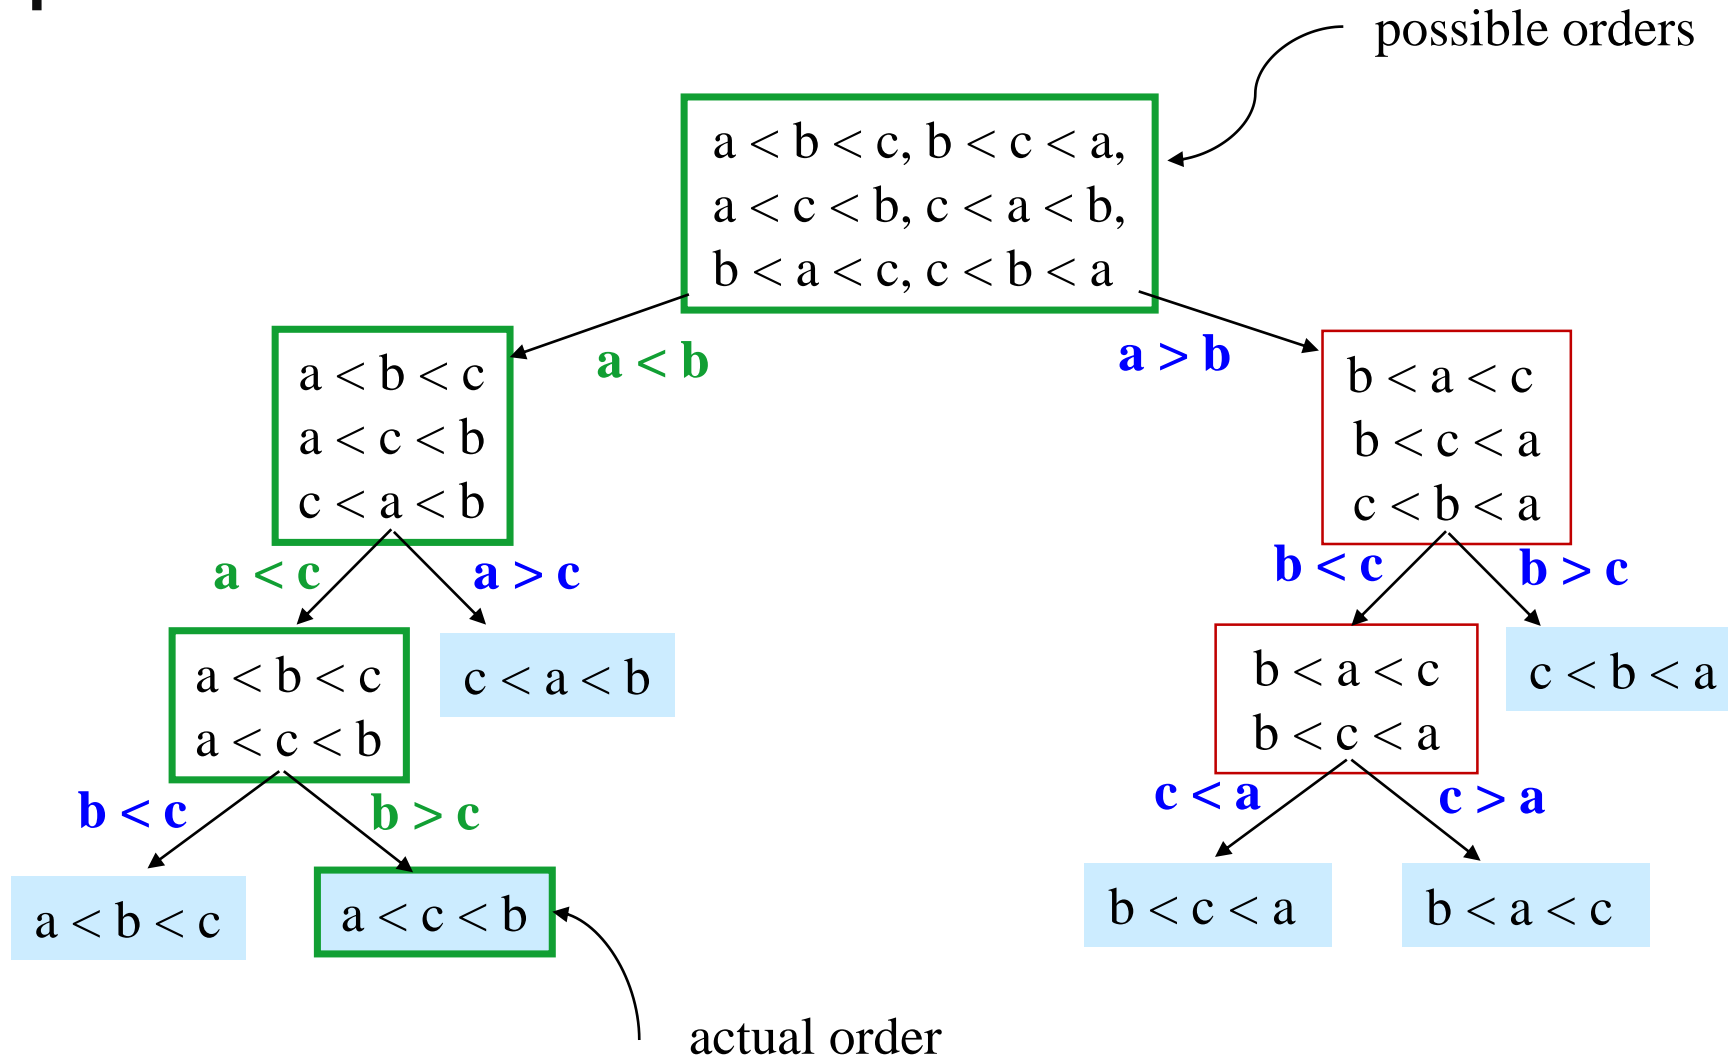 possible orders
a < b < c, b < c < a,
a < c < b, c < a < b,
b < a < c, c < b < a
a < b
a > b
a < b < c
a < c < b
c < a < b
b < a < c
b < c < a
c < b < a
a < c
a > c
b < c
b > c
a < b < c
a < c < b
c < a < b
b < a < c
b < c < a
c < b < a
b < c
b > c
c < a
c > a
a < b < c
a < c < b
b < c < a
b < a < c
actual order